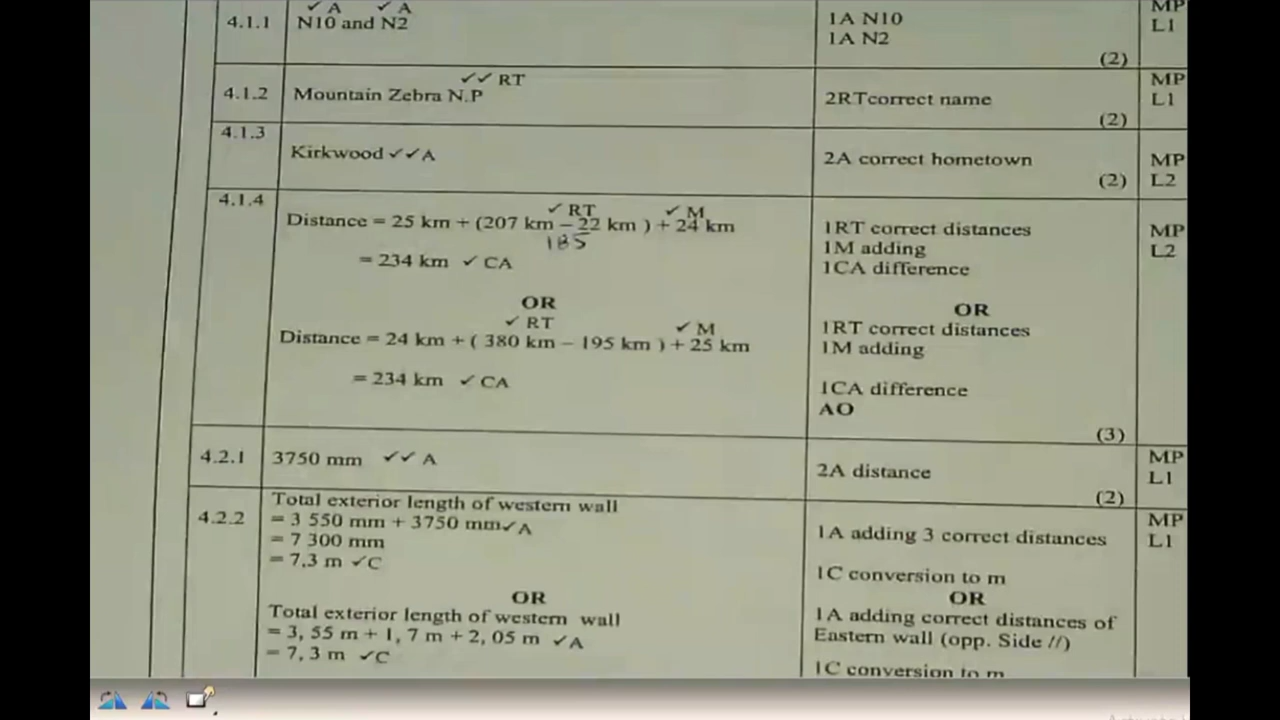 ✓A ✓A MP
4.1.1 N10 and N2 1A N10 L1
1A N2
(2)
✓✓RT MP
4.1.2 Mountain Zebra N.P 2RTcorrect name L1
(2)
4.1.3
Kirkwood ✓✓A 2A correct hometown MP
(2) L2
4.1.4
✓RT ✓M
Distance = 25 km + (207 km – 22 km ) + 24 km 1RT correct distances MP
185 1M adding L2
= 234 km ✓CA 1CA difference
OR OR
✓RT ✓M 1RT correct distances
Distance = 24 km + ( 380 km – 195 km ) + 25 km 1M adding
= 234 km ✓CA 1CA difference
AO
(3)
4.2.1 3750 mm ✓✓A 2A distance MP
L1
(2)
Total exterior length of western wall MP
4.2.2 = 3 550 mm + 3750 mm✓A 1A adding 3 correct distances L1
= 7 300 mm
= 7,3 m ✓C 1C conversion to m
OR OR
Total exterior length of western wall 1A adding correct distances of
= 3, 55 m + 1, 7 m + 2, 05 m ✓A Eastern wall (opp. Side //)
= 7, 3 m ✓C
1C conversion to m